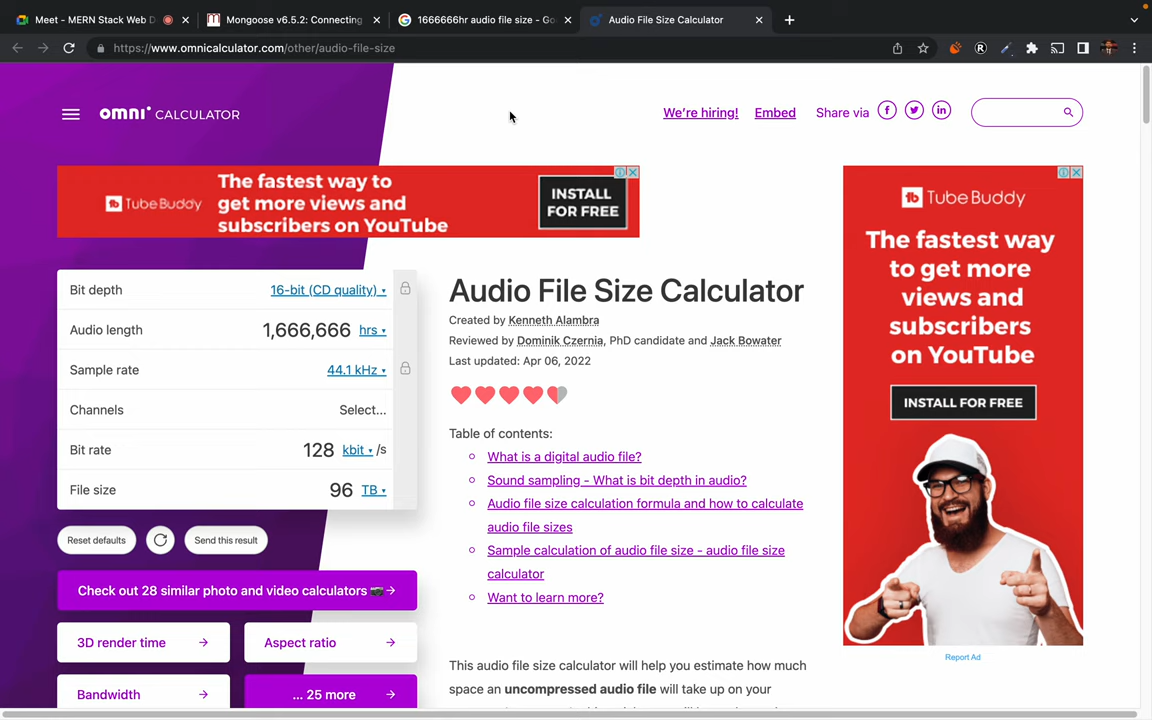 Meet - MERN Stack Web D
Mongoose v6.5.2: Connecting
1666666hr audio file size - Go
Audio File Size Calculator
https://www.omnicalculator.com/other/audio-file-size
omni CALCULATOR
We're hiring!
Embed
Share via
TubeBuddy
The fastest way to
get more views and
subscribers on YouTube
INSTALL
FOR FREE
Bit depth
16-bit (CD quality)
Audio length
1,666,666 hrs
Sample rate
44.1 kHz
Channels
Select...
Bit rate
128 kbit /s
File size
96 TB
Reset defaults
Send this result
Check out 28 similar photo and video calculators
3D render time
Aspect ratio
Bandwidth
... 25 more
Audio File Size Calculator
Created by Kenneth Alambra
Reviewed by Dominik Czernia, PhD candidate and Jack Bowater
Last updated: Apr 06, 2022
Table of contents:
What is a digital audio file?
Sound sampling - What is bit depth in audio?
Audio file size calculation formula and how to calculate
audio file sizes
Sample calculation of audio file size - audio file size
calculator
Want to learn more?
This audio file size calculator will help you estimate how much
space an uncompressed audio file will take up on your
TubeBuddy
The fastest way
to get more
views and
subscribers
on YouTube
INSTALL FOR FREE
Report Ad